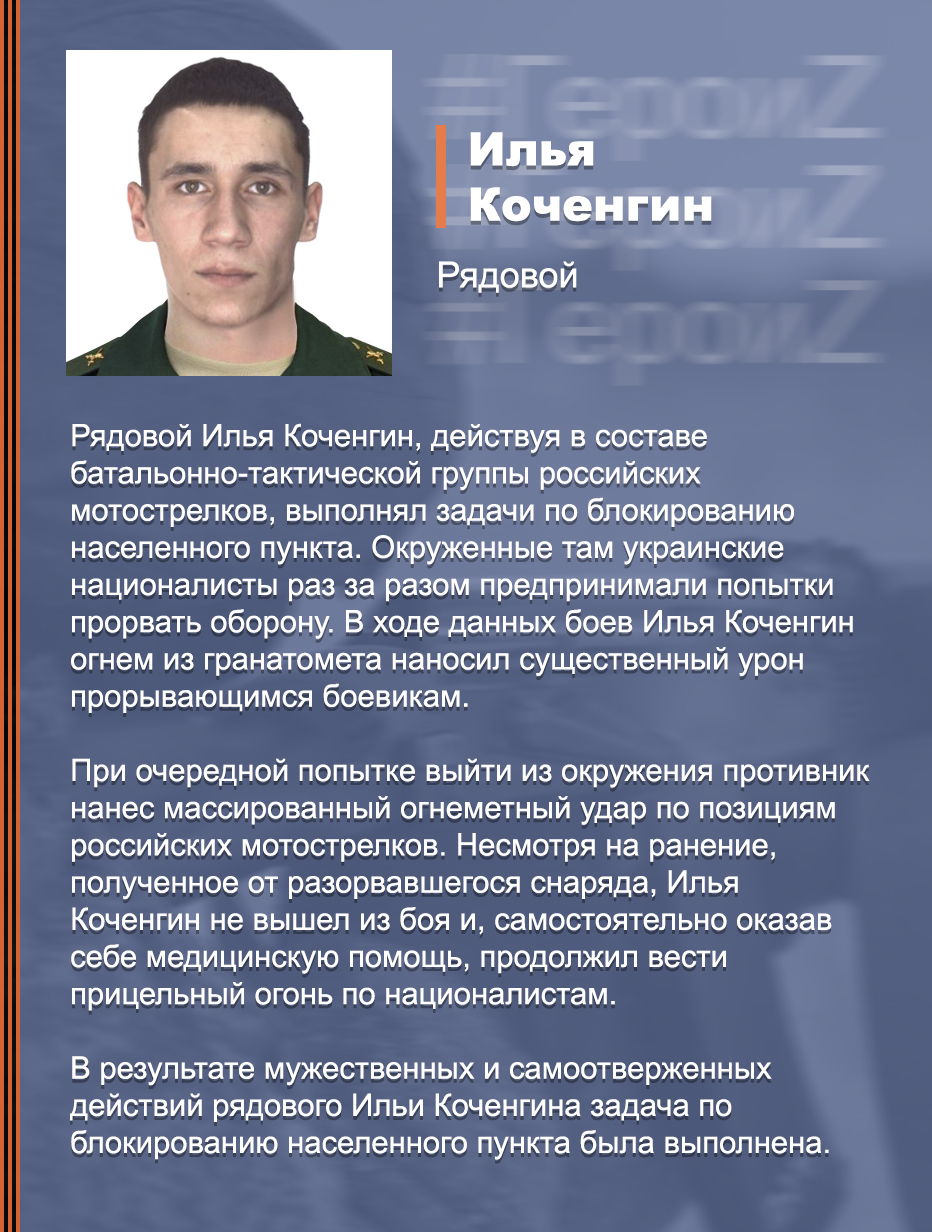 #ГероиZ
Илья
#ГероиZ
Коченгин
Рядовой
#ГероиZ
Рядовой Илья Коченгин, действуя в составе
батальонно-тактической группы российских
мотострелков, выполнял задачи по блокированию
населенного пункта. Окруженные там украинские
националисты раз за разом предпринимали попытки
прорвать оборону. В ходе данных боев Илья Коченгин
огнем из гранатомета наносил существенный урон
прорывающимся боевикам.
При очередной попытке выйти из окружения противник
нанес массированный огнеметный удар по позициям
российских мотострелков. Несмотря на ранение,
полученное от разорвавшегося снаряда, Илья
Коченгин не вышел из боя и, самостоятельно оказав
себе медицинскую помощь, продолжил вести
прицельный огонь по националистам.
В результате мужественных и самоотверженных
действий рядового Ильи Коченгина задача по
блокированию населенного пункта была выполнена.